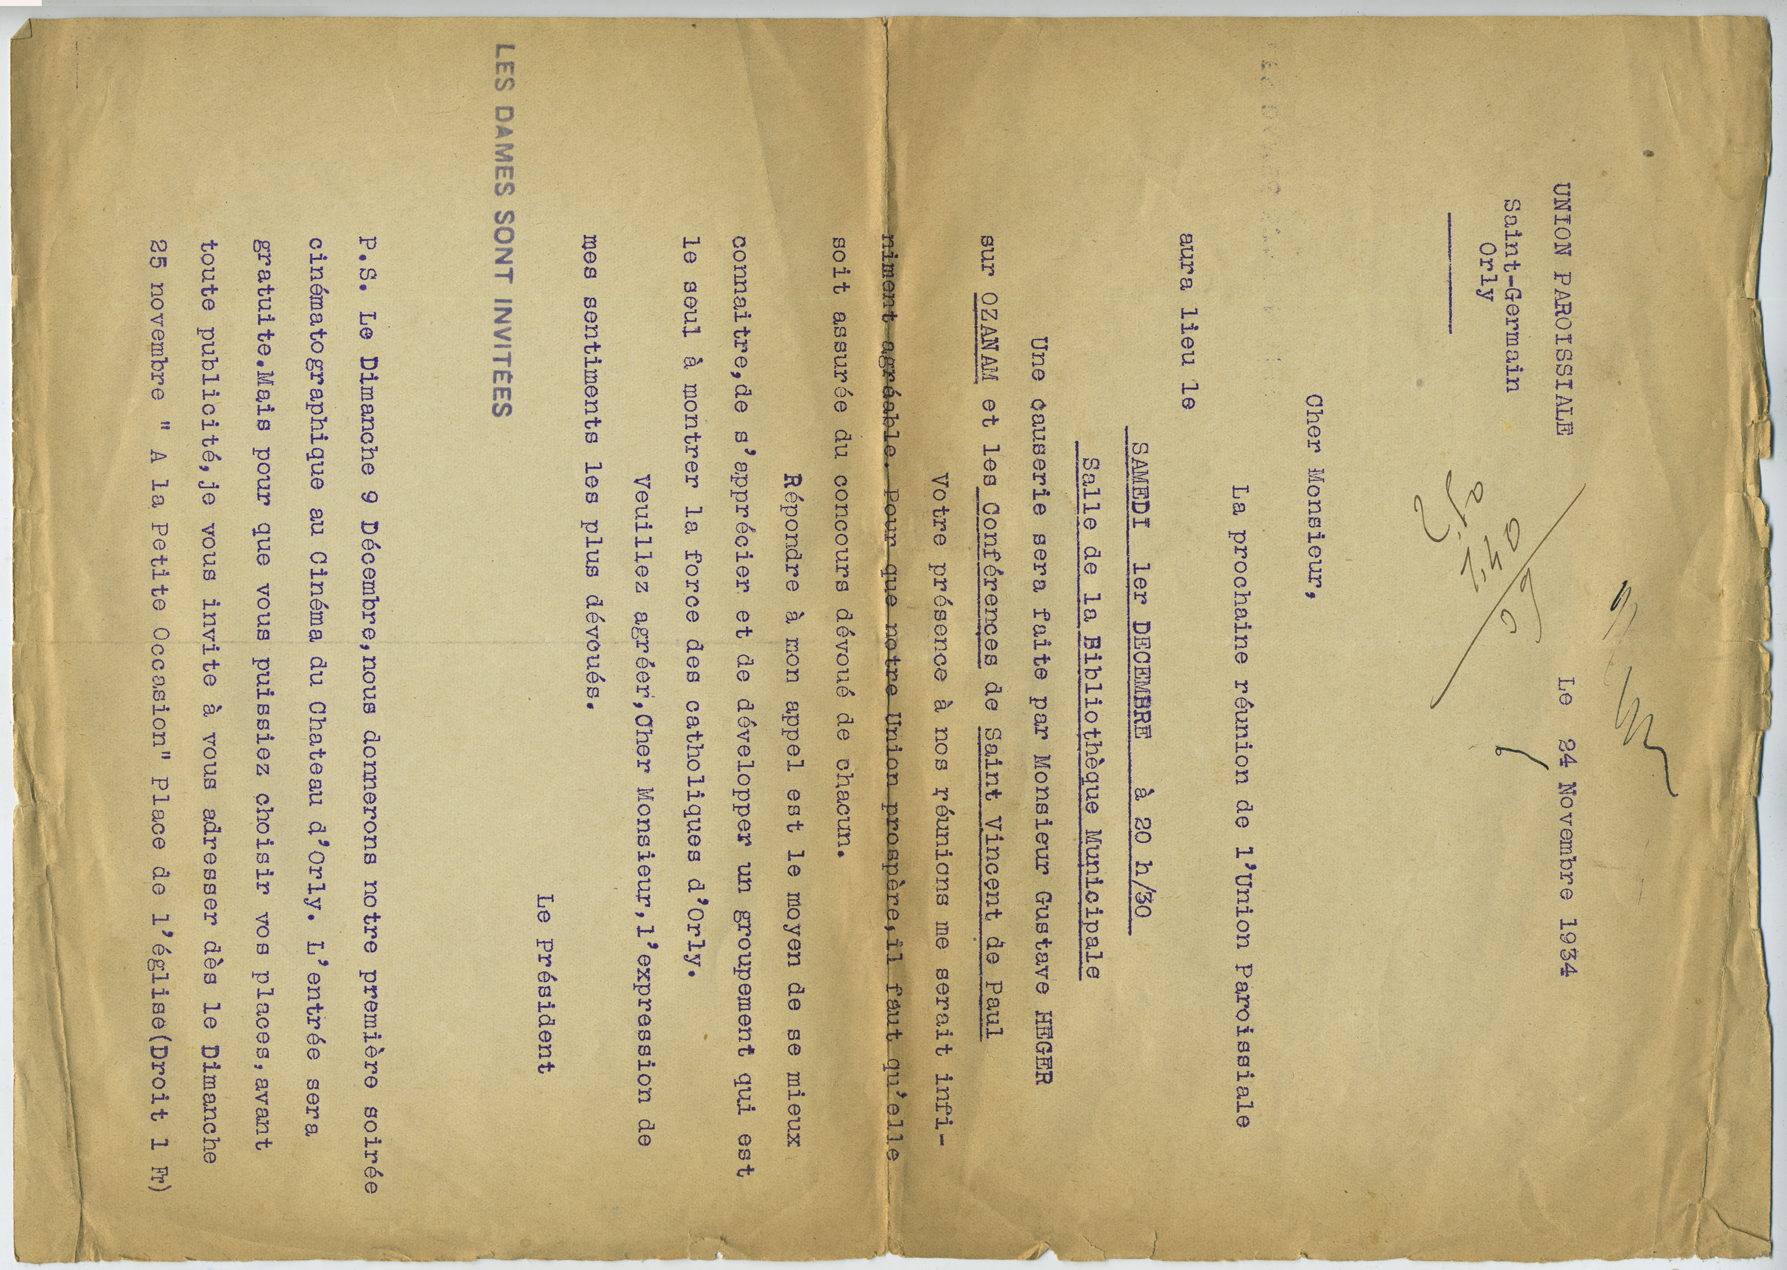 UNION PAROISSIALE
Saint-Germain
Orly
Le 24 Novembre 1934
Cher Monsieur,
La prochaine réunion de l'Union Paroissiale
aura lieu le
SAMEDI 1er DECEMBRE à 20 h/30
Salle de la Bibliothèque Municipale
Une causerie sera faite par Monsieur Gustave HEGER
sur OZANAM et les Conférences de Saint Vincent de Paul
Votre présence à nos réunions me serait infi-
niment agréable. Pour que notre Union prospère,il faut qu'elle
soit assurée du concours dévoué de chacun.
Répondre à mon appel est le moyen de se mieux
connaitre,de s'apprécier et de développer un groupement qui est
le seul à montrer la force des catholiques d'Orly.
Veuillez agréer,Cher Monsieur,l'expression de
mes sentiments les plus dévoués.
Le Président
LES DAMES SONT INVITÉES
P.S. Le Dimanche 9 Décembre,nous donnerons notre première soirée
cinématographique au Cinéma du Chateau d'Orly. L'entrée sera
gratuite.Mais pour que vous puissiez choisir vos places,avant
toute publicité,je vous invite à vous adresser dès le Dimanche
25 novembre " A la Petite Occasion" Place de l'église(Droit 1 Fr)